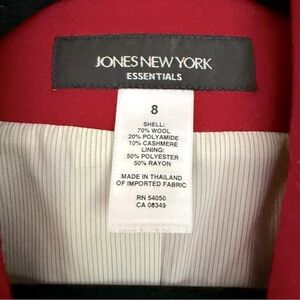 JONES NEW YORK
ESSENTIALS
8
SHELL:
70% WOOL
20% POLYAMIDE
10% CASHMERE
LINING:
50% POLYESTER
50% RAYON
MADE IN THAILAND
OF IMPORTED FABRIC
RN 54050
CA 08349